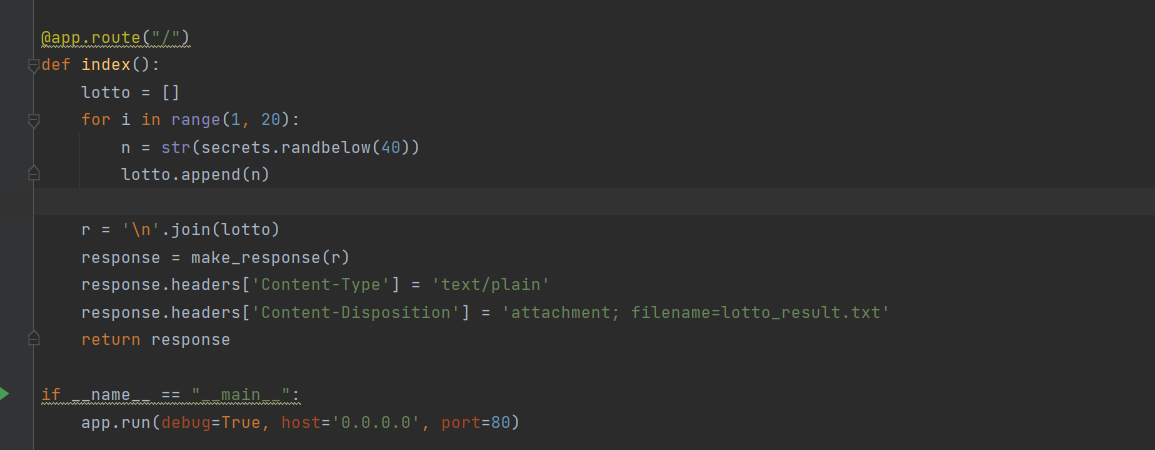 @app.route("/")
def index():
    lotto = []
    for i in range(1, 20):
        n = str(secrets.randbelow(40))
        lotto.append(n)
    r = '\n'.join(lotto)
    response = make_response(r)
    response.headers['Content-Type'] = 'text/plain'
    response.headers['Content-Disposition'] = 'attachment; filename=lotto_result.txt'
    return response
if __name__ == "__main__":
    app.run(debug=True, host='0.0.0.0', port=80)